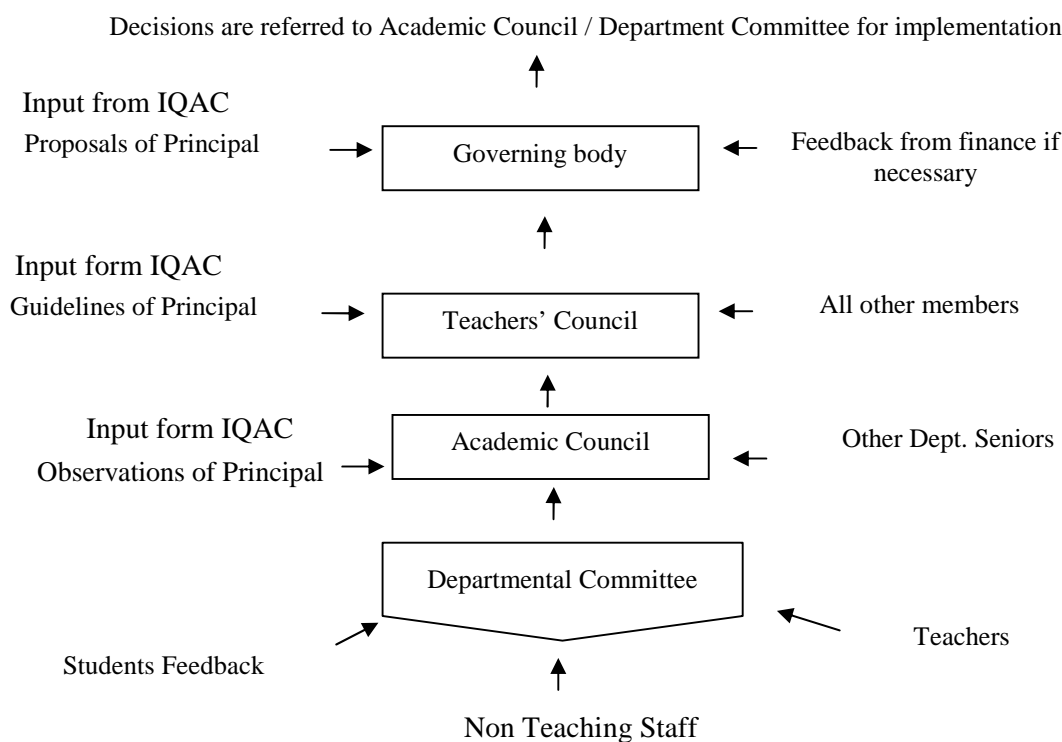 Decisions are referred to Academic Council / Department Committee for implementation
Input from IQAC
Proposals of Principal
Governing body
Feedback from finance if
necessary
Input form IQAC
Guidelines of Principal
Teachers’ Council
All other members
Input form IQAC
Observations of Principal
Academic Council
Other Dept. Seniors
Departmental Committee
Students Feedback
Teachers
Non Teaching Staff